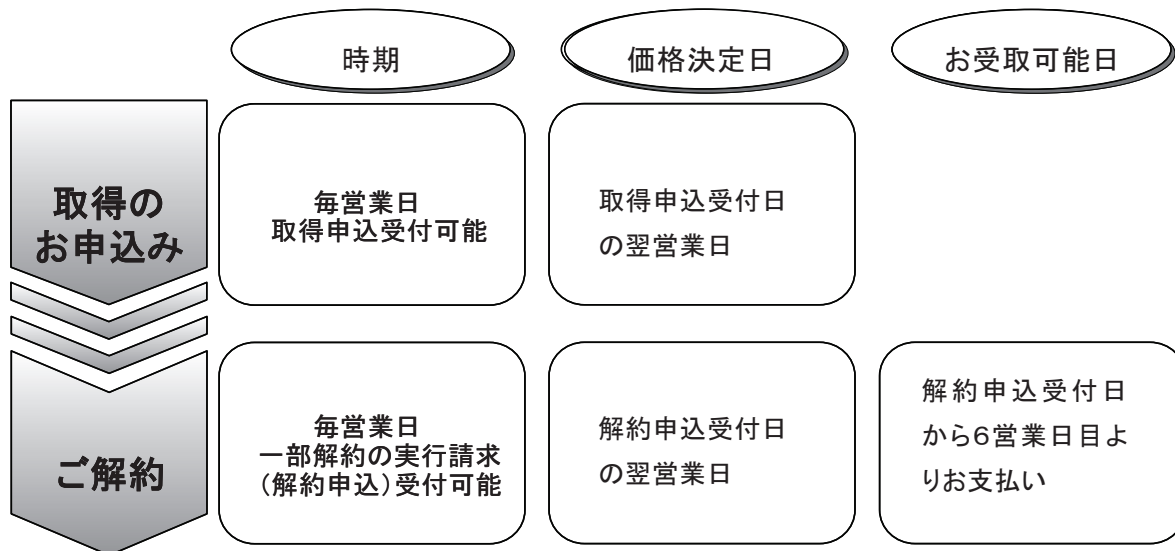 時期
価格決定日
お受取可能日
取得の
お申込み
毎営業日
取得申込受付可能
取得申込受付日
の翌営業日
ご解約
毎営業日
一部解約の実行請求
(解約申込)受付可能
解約申込受付日
の翌営業日
解約申込受付日
から6営業日目よ
りお支払い